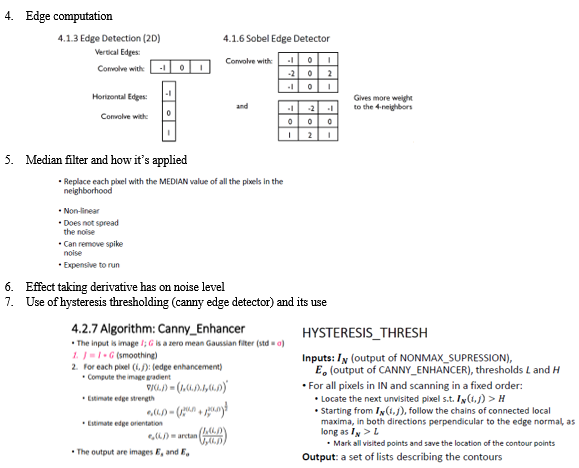 4. Edge computation
4.1.3 Edge Detection (2D)
4.1.6 Sobel Edge Detector
Vertical Edges:
Convolve with: -1 0 1
Convolve with: -1 0 1
-2 0 2
-1 0 1
Horizontal Edges:
Convolve with:
-1
0
1
and
-1 -2 -1
0 0 0
1 2 1
Gives more weight
to the 4-neighbors
5. Median filter and how it's applied
• Replace each pixel with the MEDIAN value of all the pixels in the
neighborhood
• Non-linear
• Does not spread
the noise
• Can remove spike
noise
• Expensive to run
6. Effect taking derivative has on noise level
7. Use of hysteresis thresholding (canny edge detector) and its use
4.2.7 Algorithm: Canny_Enhancer
• The input is image I; G is a zero mean Gaussian filter (std = σ)
1. J = I * G (smoothing)
2. For each pixel (i, j): (edge enhancement)
• Compute the image gradient
∇J(i,j) = (Jx(i,j),Jy(i,j))'
• Estimate edge strength
• Estimate edge orientation
• The output are images Es and Eo
HYSTERESIS_THRESH
Inputs: IN (output of NONMAX_SUPRESSION),
Eo (output of CANNY_ENHANCER), thresholds L and H
• For all pixels in IN and scanning in a fixed order:
• Locate the next unvisited pixel s.t. IN(i,j) > H
• Starting from IN(i,j), follow the chains of connected local
maxima, in both directions perpendicular to the edge normal, as
long as IN > L
• Mark all visited points and save the location of the contour points
Output: a set of lists describing the contours